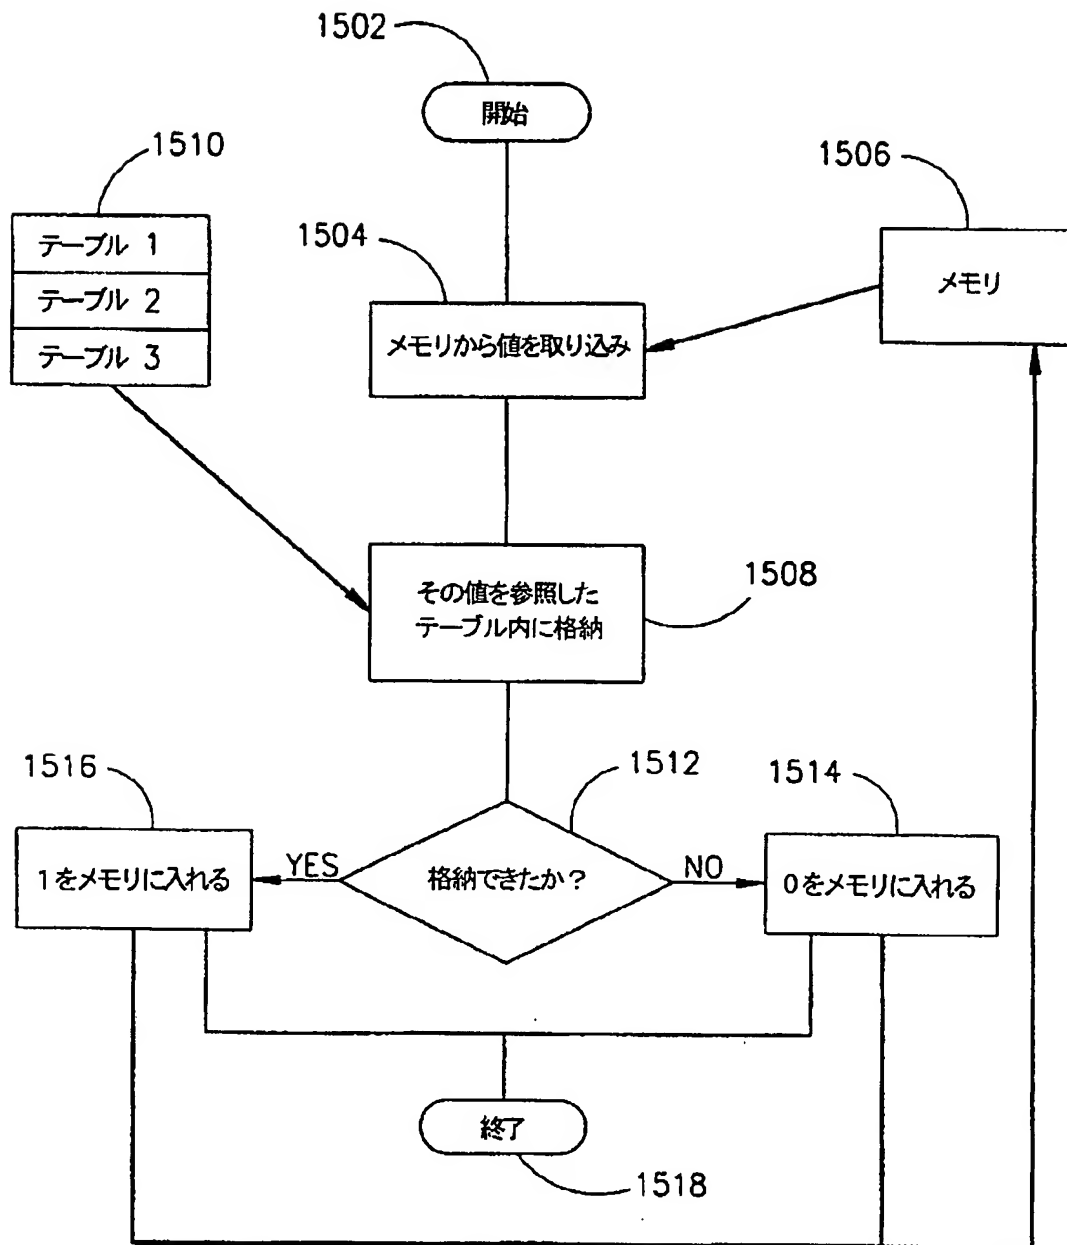 1502
開始
1510
テーブル 1
テーブル 2
テーブル 3
1504
メモリから値を取り込み
1506
メモリ
その値を参照した
テーブル内に格納
1508
1516
1をメモリに入れる
YES
1512
格納できたか?
NO
1514
0をメモリに入れる
終了
1518